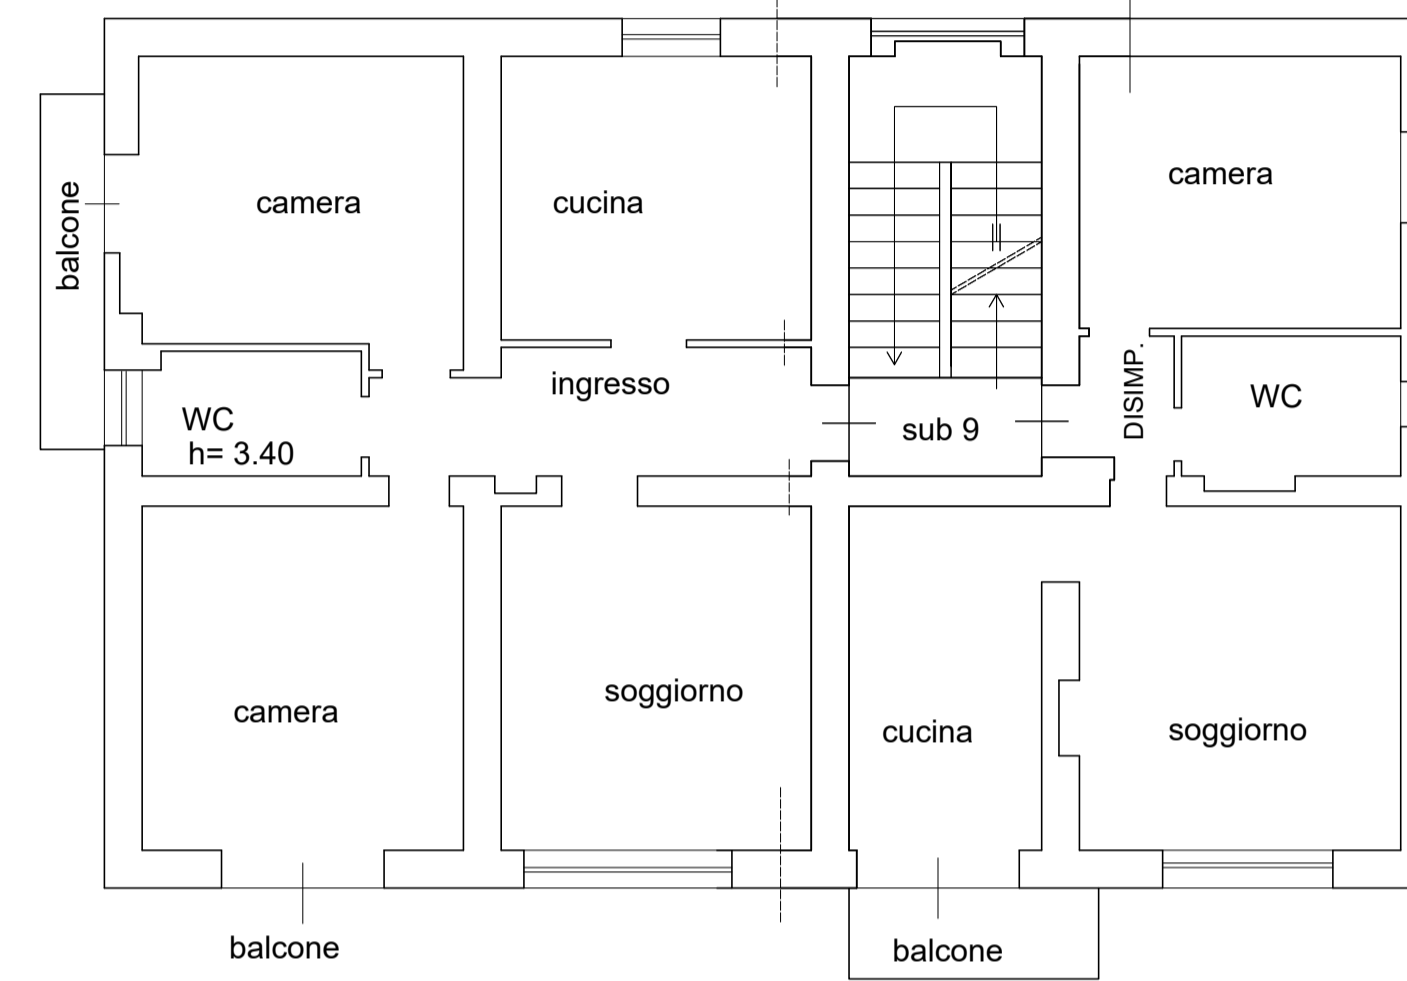 camera
cucina
camera
balcone
ingresso
DISIMP.
WC
h= 3.40
sub 9
WC
camera
soggiorno
cucina
soggiorno
balcone
balcone